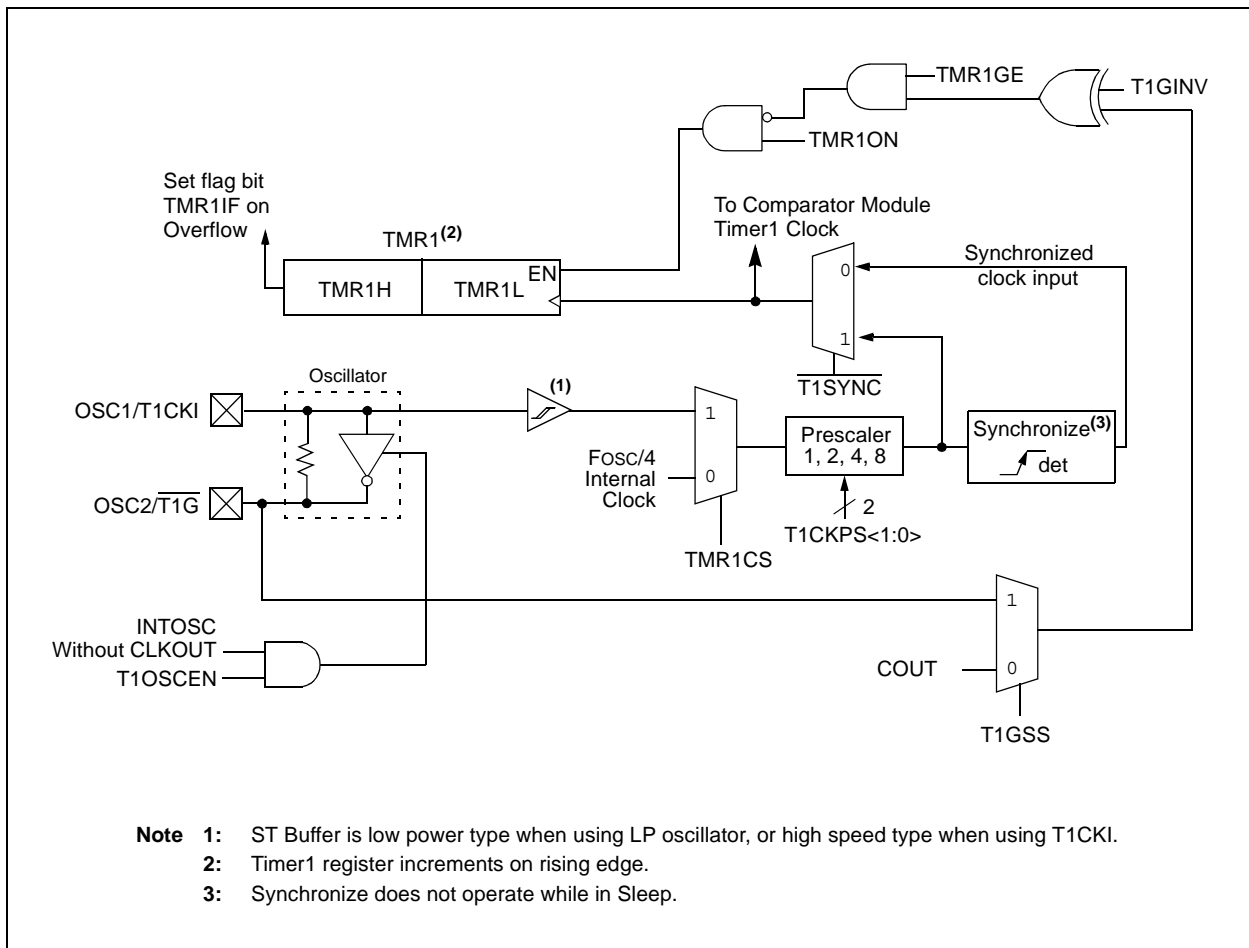 TMR1GE
T1GINV
TMR1ON
Set flag bit
TMR1IF on
Overflow
To Comparator Module
Timer1 Clock
TMR1(2)
EN
TMR1H
TMR1L
0
1
Synchronized
clock input
T1SYNC
Oscillator
(1)
OSC1/T1CKI
1
0
FOSC/4
Internal
Clock
Prescaler
1, 2, 4, 8
Synchronize(3)
det
OSC2/T1G
2
T1CKPS<1:0>
TMR1CS
1
0
INTOSC
Without CLKOUT
T1OSCEN
COUT
T1GSS
Note 1: ST Buffer is low power type when using LP oscillator, or high speed type when using T1CKI.
2: Timer1 register increments on rising edge.
3: Synchronize does not operate while in Sleep.